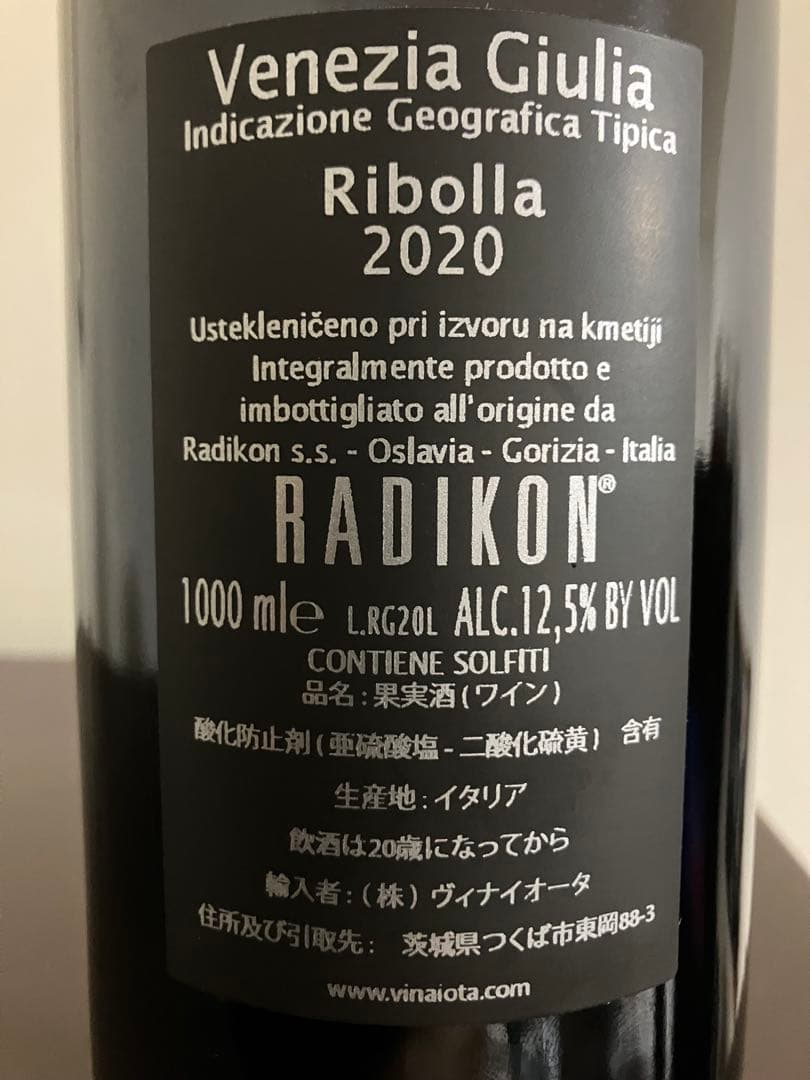 Venezia Giulia
Indicazione Geografica Tipica
Ribolla
2020
Ustekleničeno pri izvoru na kmetiji
Integralmente prodotto e
imbottigliato all'origine da
Radikon s.s. - Oslavia - Gorizia - Italia
RADIKON®
1000 ml℮ L.RG20L ALC.12,5% BY VOL
CONTIENE SOLFITI
品名:果実酒(ワイン)
酸化防止剤(亜硫酸塩-二酸化硫黄) 含有
生産地:イタリア
飲酒は20歳になってから
輸入者:(株)ヴィナイオータ
住所及び引取先: 茨城県つくば市東岡88-3
www.vinaiota.com